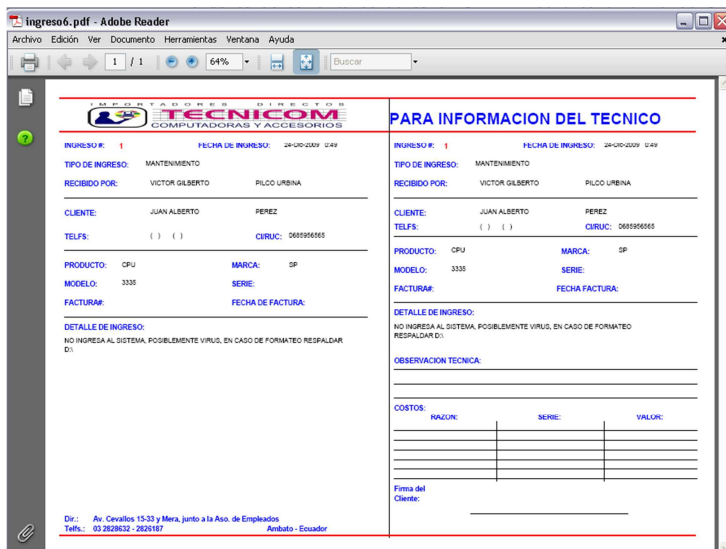 ingreso6.pdf - Adobe Reader
Archivo Edición Ver Documento Herramientas Ventana Ayuda
1 / 1 64% Buscar
IMPORTADORES DIRECTOS
TECNICOM
COMPUTADORAS Y ACCESORIOS
INGRESO #: 1 FECHA DE INGRESO: 24-DIC-2009 0:49
TIPO DE INGRESO: MANTENIMIENTO
RECIBIDO POR: VICTOR GILBERTO PILCO URBINA
CLIENTE: JUAN ALBERTO PEREZ
TELFS: ( ) ( ) CI/RUC: 0685956565
PRODUCTO: CPU MARCA: SP
MODELO: 3335 SERIE:
FACTURA#: FECHA DE FACTURA:
DETALLE DE INGRESO:
NO INGRESA AL SISTEMA, POSIBLEMENTE VIRUS, EN CASO DE FORMATEO RESPALDAR
D:\
Dir.: Av. Cevallos 15-33 y Mera, junto a la Aso. de Empleados
Telfs.: 03 2828632 - 2826187 Ambato - Ecuador
PARA INFORMACION DEL TECNICO
INGRESO #: 1 FECHA DE INGRESO: 24-DIC-2009 0:49
TIPO DE INGRESO: MANTENIMIENTO
RECIBIDO POR: VICTOR GILBERTO PILCO URBINA
CLIENTE: JUAN ALBERTO PEREZ
TELFS: ( ) ( ) CI/RUC: 0685956565
PRODUCTO: CPU MARCA: SP
MODELO: 3335 SERIE:
FACTURA#: FECHA FACTURA:
DETALLE DE INGRESO:
NO INGRESA AL SISTEMA, POSIBLEMENTE VIRUS, EN CASO DE FORMATEO
RESPALDAR D:\
OBSERVACION TECNICA:
COSTOS:
RAZON: SERIE: VALOR:
Firma del
Cliente: